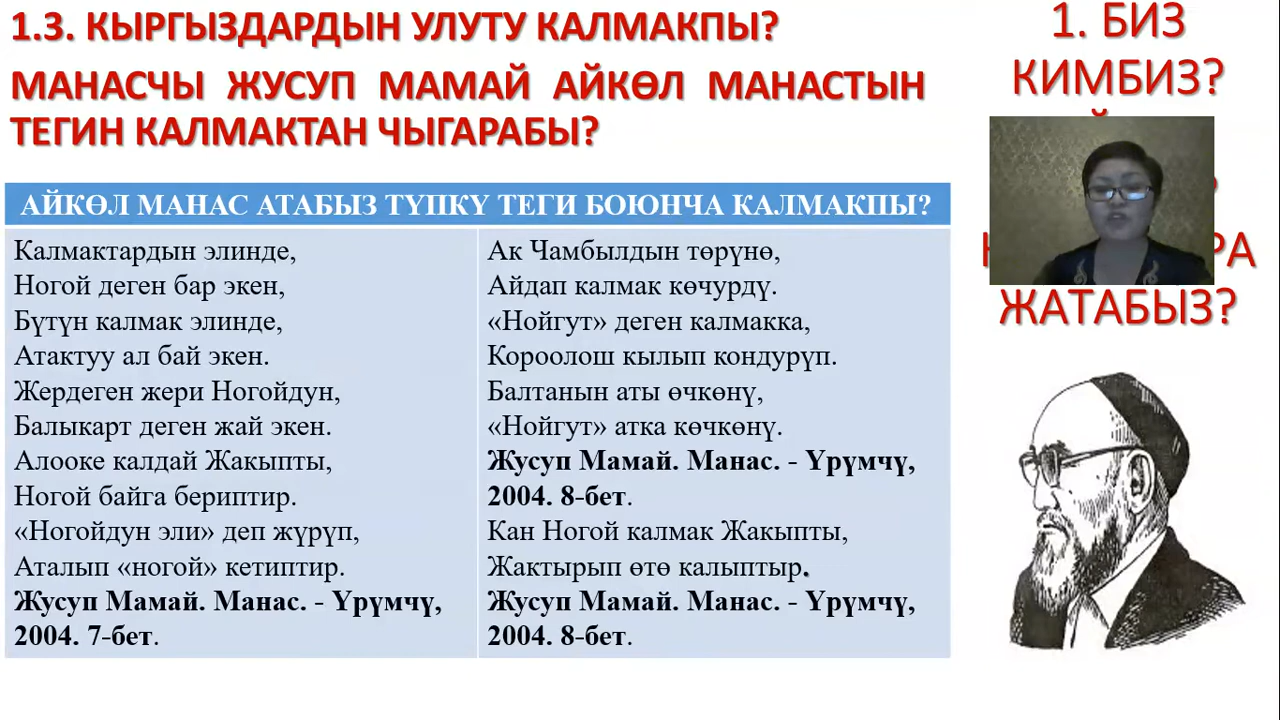 1.3. КЫРГЫЗДАРДЫН УЛУТУ КАЛМАКПЫ?
МАНАСЧЫ ЖУСУП МАМАЙ АЙКӨЛ МАНАСТЫН
ТЕГИН КАЛМАКТАН ЧЫГАРАБЫ?
АЙКӨЛ МАНАС АТАБЫЗ ТҮПКҮ ТЕГИ БОЮНЧА КАЛМАКПЫ?
Калмактардын элинде,
Ногой деген бар экен,
Бүтүн калмак элинде,
Атактуу ал бай экен.
Жердеген жери Ногойдун,
Балыкарт деген жай экен.
Алооке калдай Жакыпты,
Ногой байга бериптир.
«Ногойдун эли» деп жүрүп,
Аталып «ногой» кетиптир.
Жусуп Мамай. Манас. - Үрүмчү,
2004. 7-бет.
Ак Чамбылдын төрүнө,
Айдап калмак көчурдү.
«Нойгут» деген калмакка,
Короолош кылып кондурүп.
Балтанын аты өчкөнү,
«Нойгут» атка көчкөнү.
Жусуп Мамай. Манас. - Үрүмчү,
2004. 8-бет.
Кан Ногой калмак Жакыпты,
Жактырып өтө калыптыр.
Жусуп Мамай. Манас. - Үрүмчү,
2004. 8-бет.
1. БИЗ
КИМБИЗ?
ЖАТАБЫЗ?